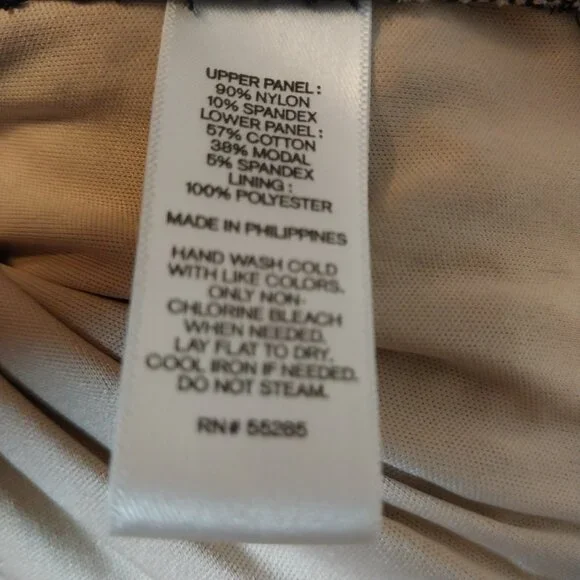 UPPER PANEL:
90% NYLON
10% SPANDEX
LOWER PANEL:
57% COTTON
38% MODAL
5% SPANDEX
LINING:
100% POLYESTER
MADE IN PHILIPPINES
HAND WASH COLD
WITH LIKE COLORS.
ONLY NON-
CHLORINE BLEACH
WHEN NEEDED.
LAY FLAT TO DRY.
COOL IRON IF NEEDED.
DO NOT STEAM.
RN# 55285